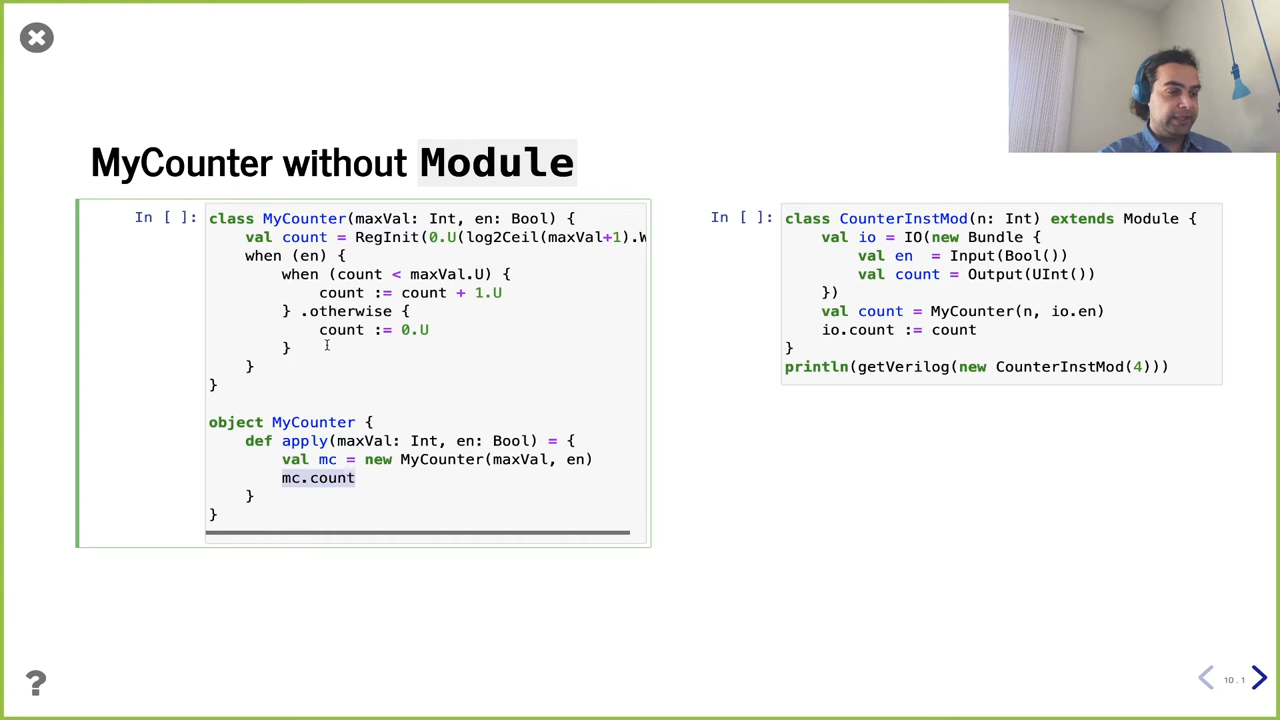 MyCounter without Module
In [ ]:
class MyCounter(maxVal: Int, en: Bool) {
    val count = RegInit(0.U(log2Ceil(maxVal+1).W
    when (en) {
        when (count < maxVal.U) {
            count := count + 1.U
        } .otherwise {
            count := 0.U
        }
    }
}
object MyCounter {
    def apply(maxVal: Int, en: Bool) = {
        val mc = new MyCounter(maxVal, en)
        mc.count
    }
}
In [ ]:
class CounterInstMod(n: Int) extends Module {
    val io = IO(new Bundle {
        val en  = Input(Bool())
        val count = Output(UInt())
    })
    val count = MyCounter(n, io.en)
    io.count := count
}
println(getVerilog(new CounterInstMod(4)))
?
10 . 1